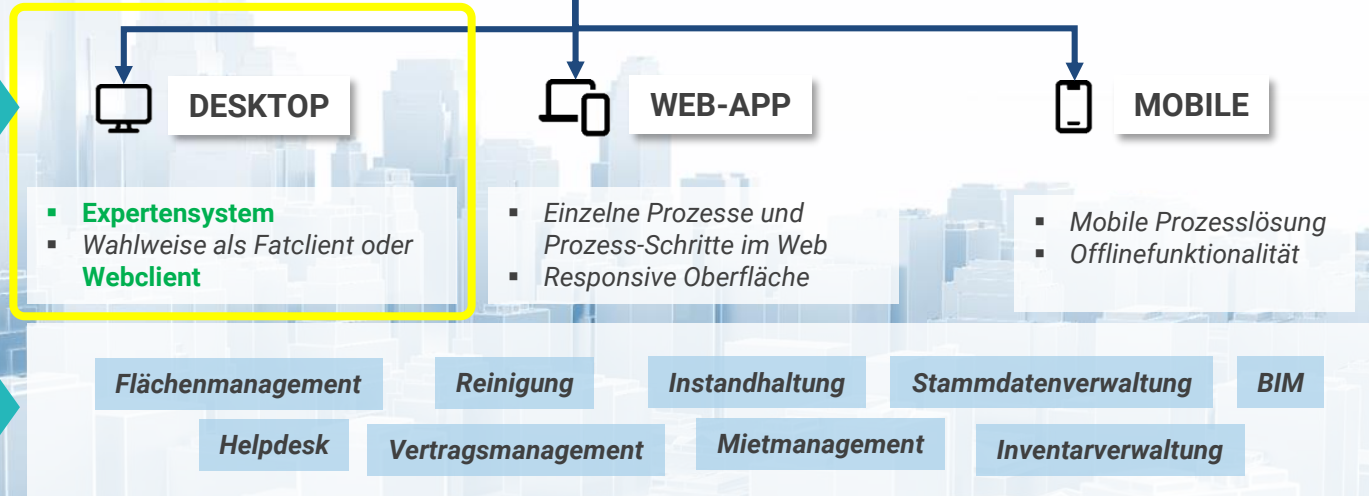 DESKTOP
WEB-APP
MOBILE
▪ Expertensystem
▪ Wahlweise als Fatclient oder
Webclient
▪ Einzelne Prozesse und
Prozess-Schritte im Web
▪ Responsive Oberfläche
▪ Mobile Prozesslösung
▪ Offlinefunktionalität
Flächenmanagement
Reinigung
Instandhaltung
Stammdatenverwaltung
BIM
Helpdesk
Vertragsmanagement
Mietmanagement
Inventarverwaltung